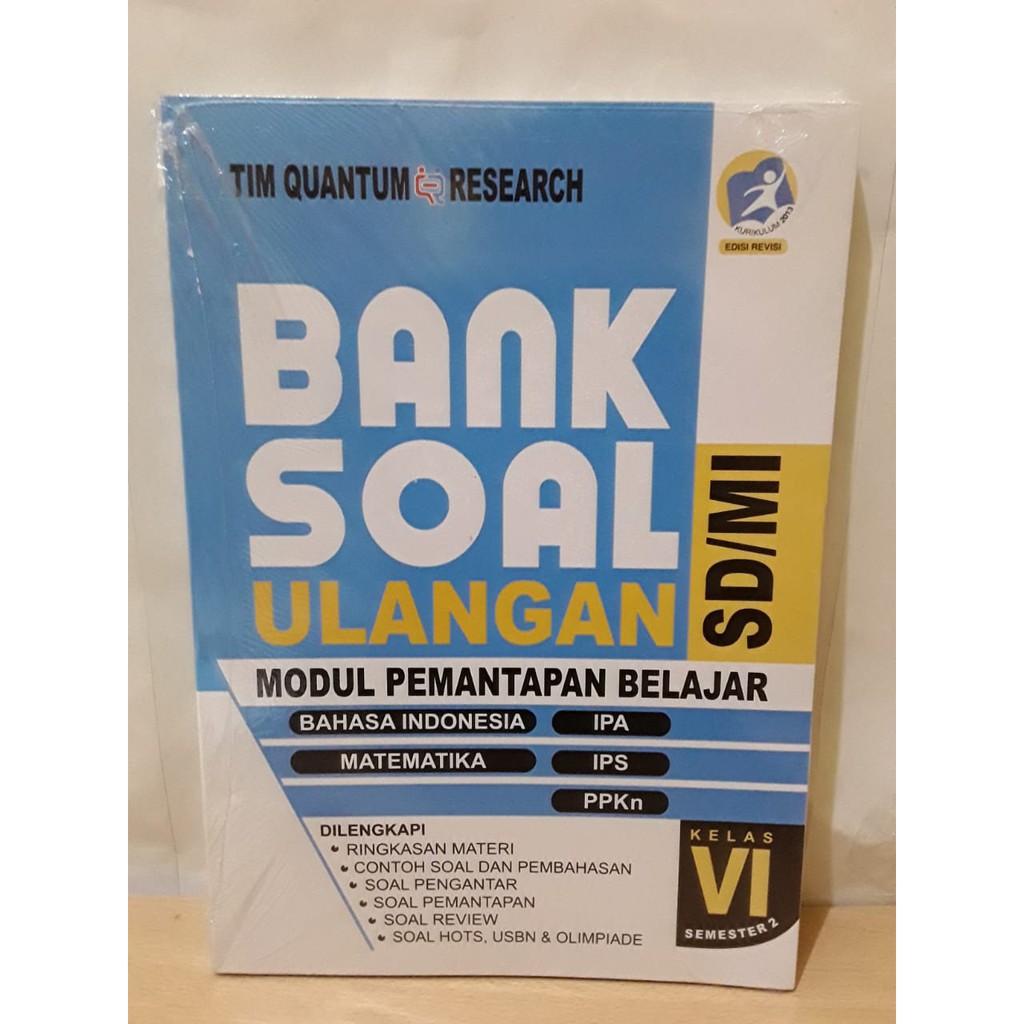 TIM QUANTUM RESEARCH
KURIKULUM 2013
EDISI REVISI
BANK
SOAL
ULANGAN
SD/MI
MODUL PEMANTAPAN BELAJAR
BAHASA INDONESIA
IPA
MATEMATIKA
IPS
PPKn
DILENGKAPI
• RINGKASAN MATERI
• CONTOH SOAL DAN PEMBAHASAN
• SOAL PENGANTAR
• SOAL PEMANTAPAN
• SOAL REVIEW
• SOAL HOTS, USBN & OLIMPIADE
KELAS
VI
SEMESTER 2